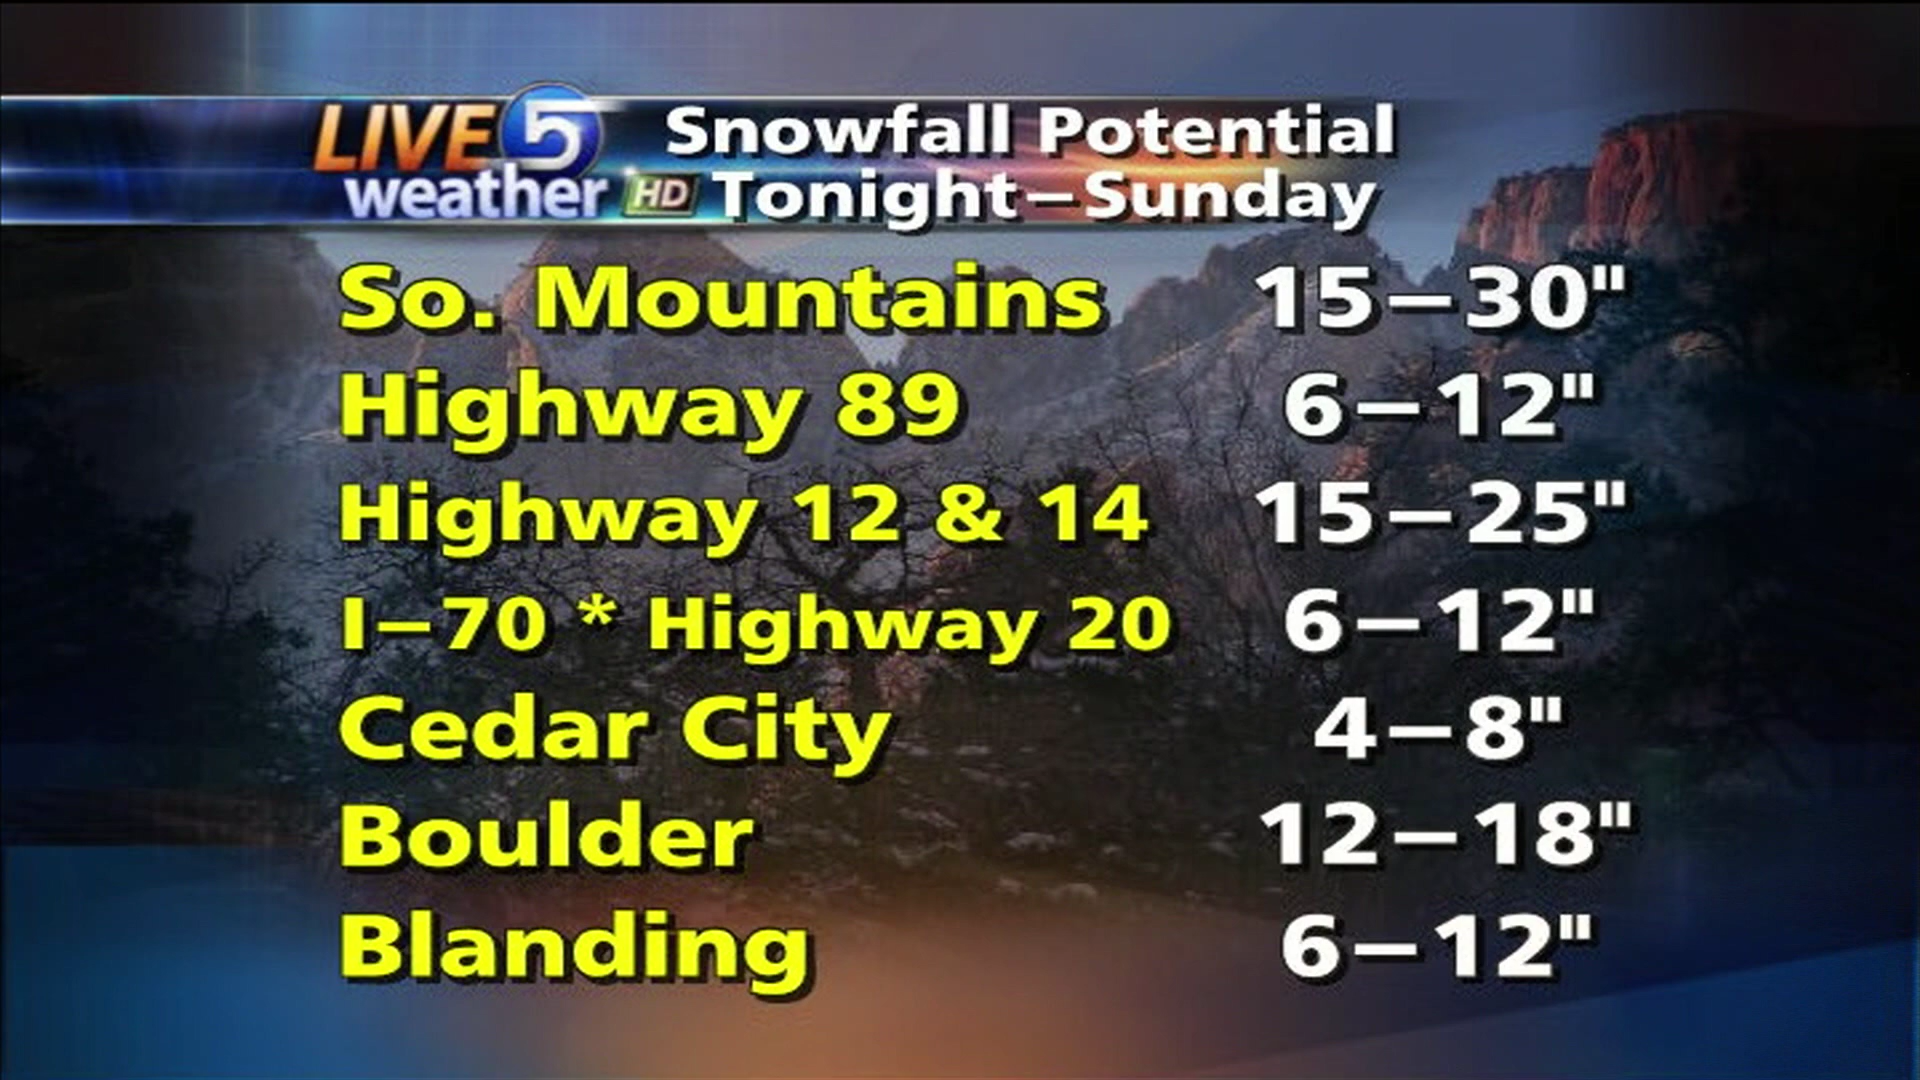 LIVE 5 Snowfall Potential
weather HD Tonight–Sunday
So. Mountains 15–30"
Highway 89 6–12"
Highway 12 & 14 15–25"
I–70 * Highway 20 6–12"
Cedar City 4–8"
Boulder 12–18"
Blanding 6–12"